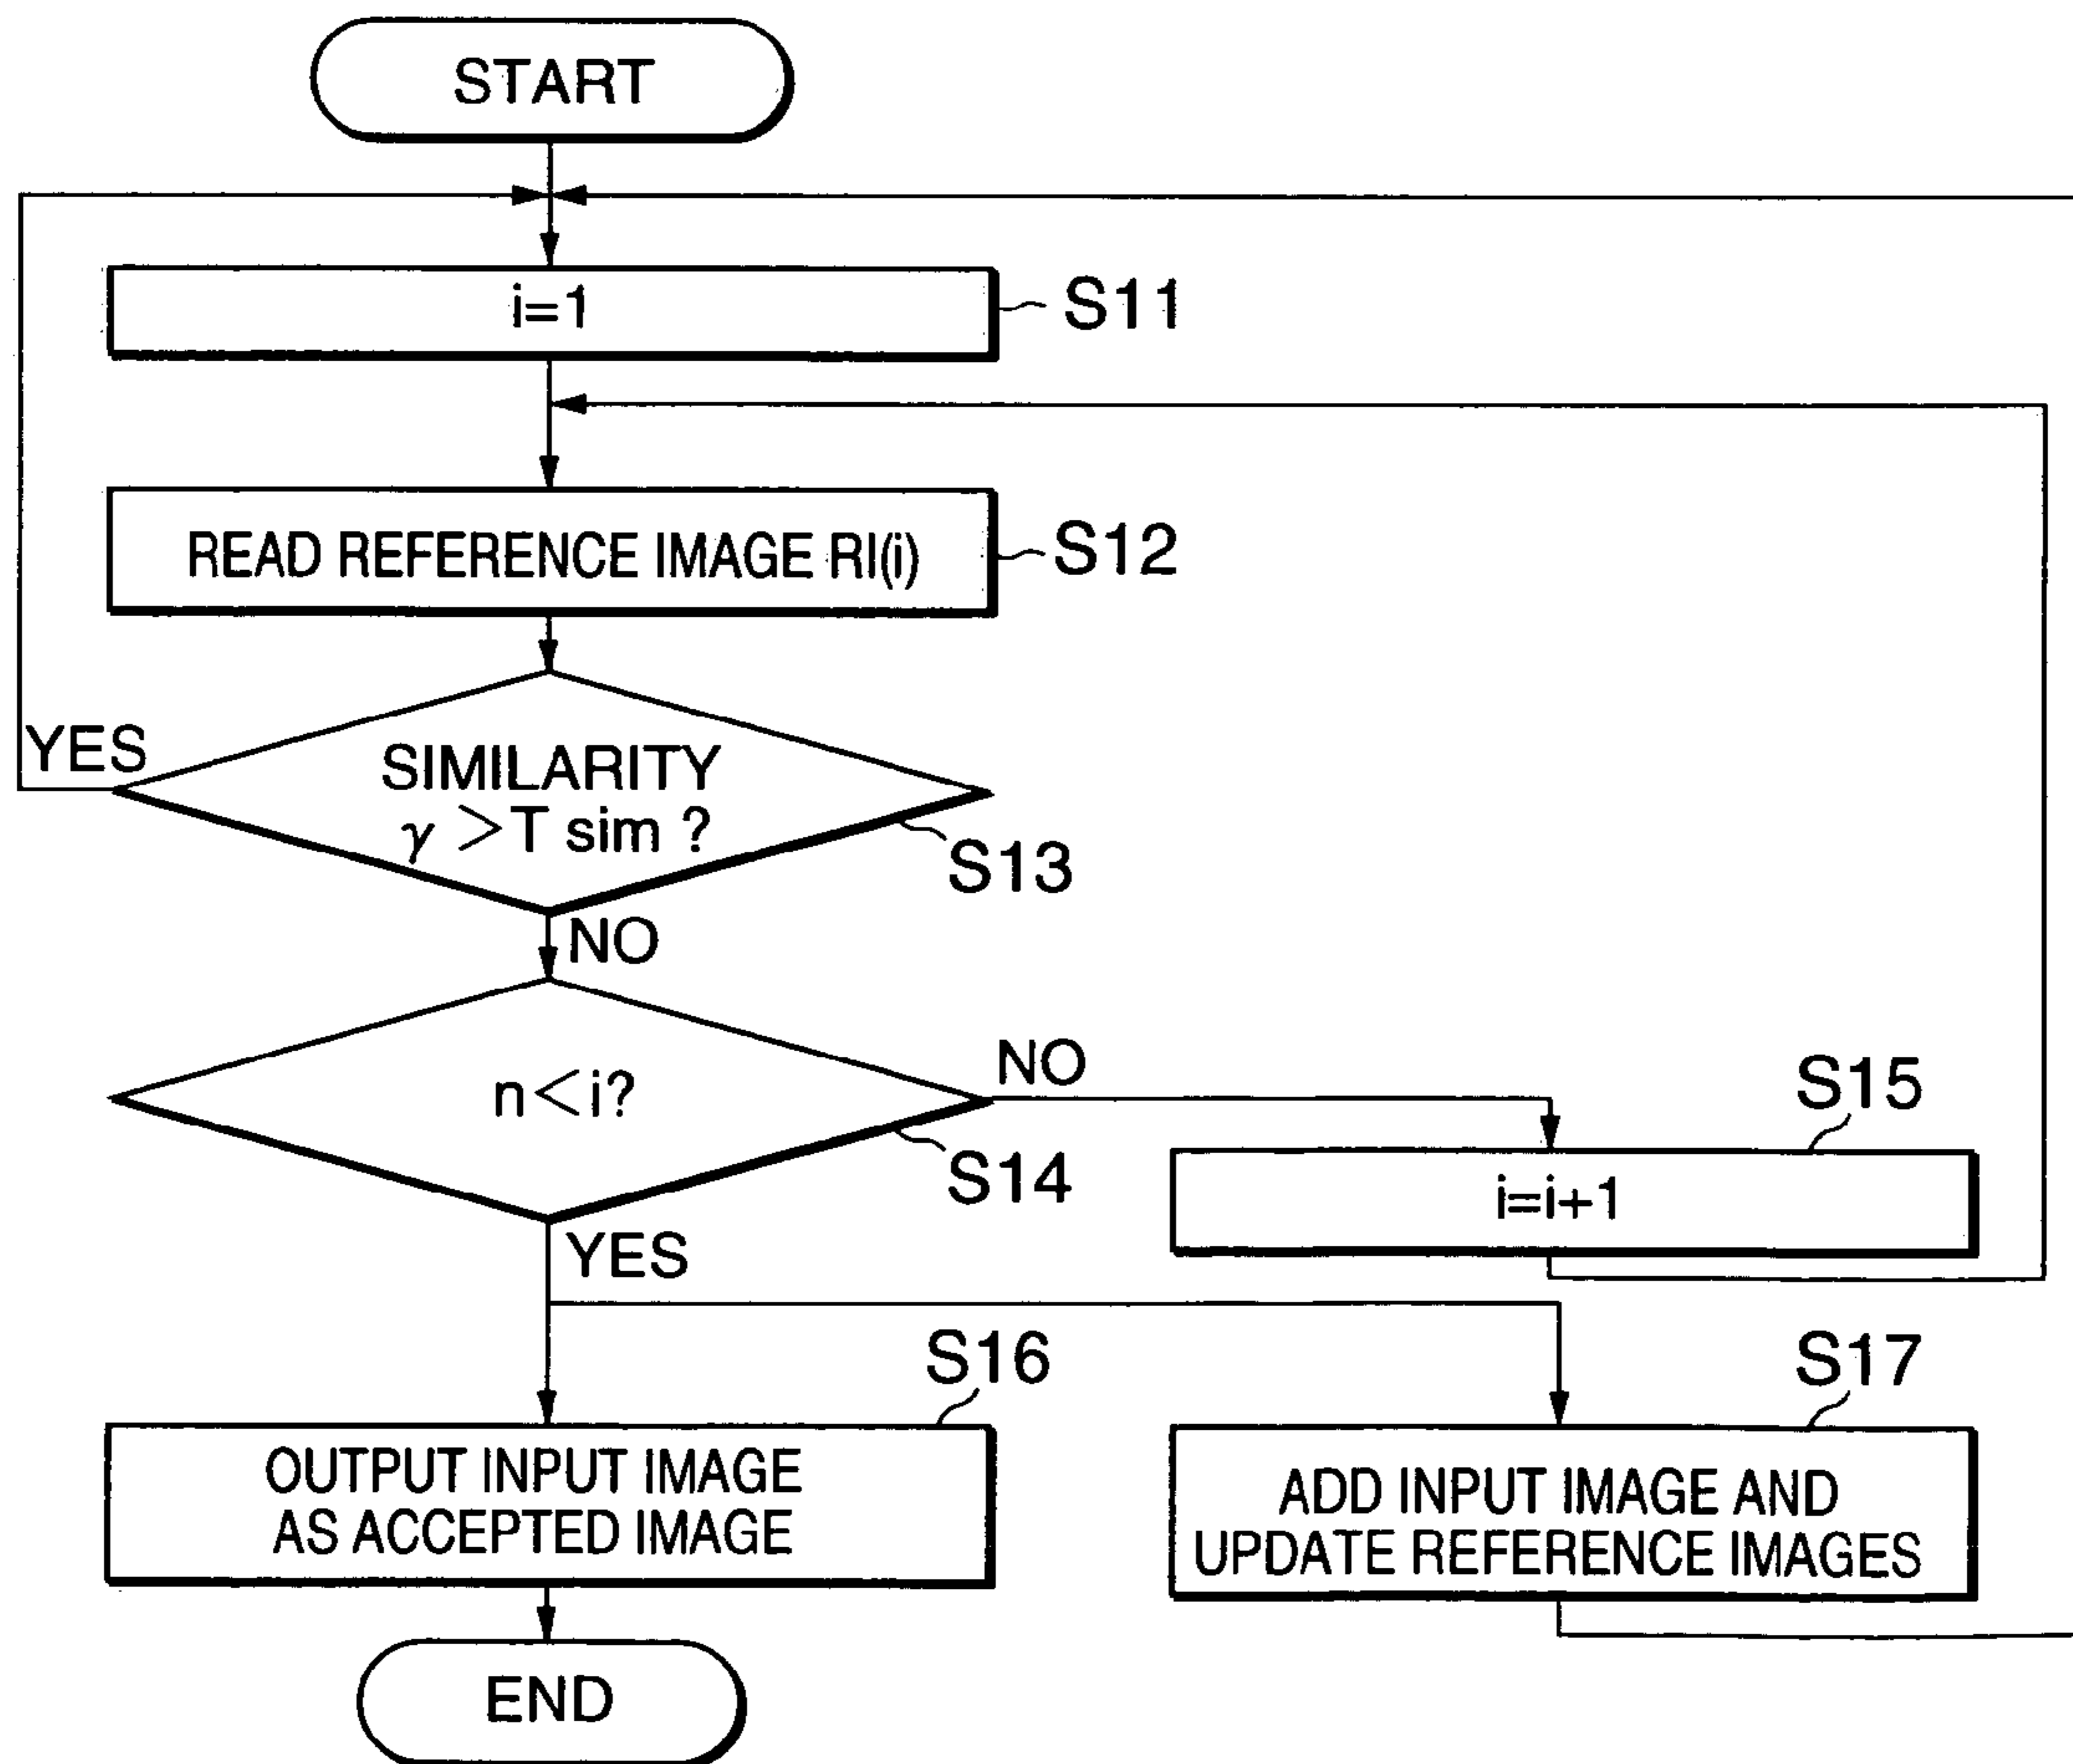 START
i=1
S11
READ REFERENCE IMAGE RI(i)
S12
YES
SIMILARITY
γ >T sim ?
S13
NO
n<i?
NO
S14
S15
i=i+1
YES
S16
OUTPUT INPUT IMAGE
AS ACCEPTED IMAGE
S17
ADD INPUT IMAGE AND
UPDATE REFERENCE IMAGES
END